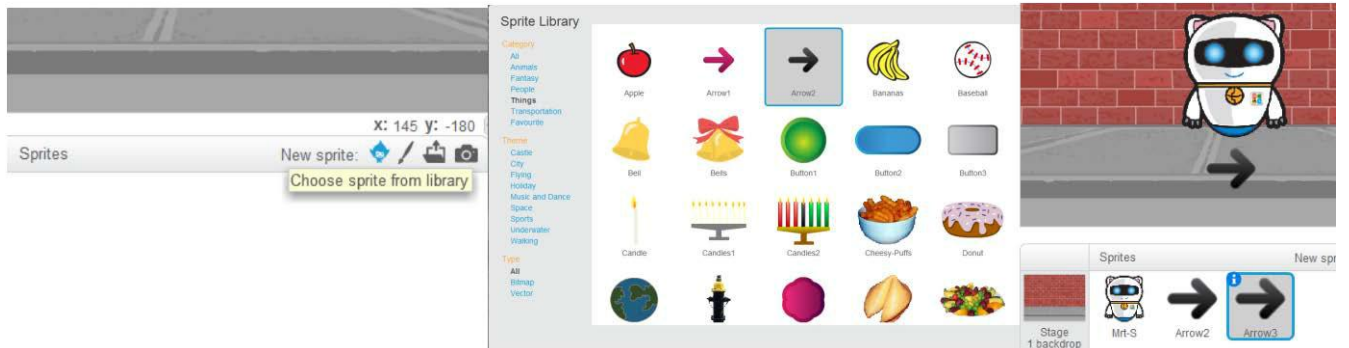 x: 145 y: -180
Sprites New sprite:
Choose sprite from library
Sprite Library
Category
All
Animals
Fantasy
People
Things
Transportation
Favourite
Theme
Castle
City
Flying
Holiday
Music and Dance
Space
Sports
Underwater
Walking
Type
All
Bitmap
Vector
Apple Arrow1 Arrow2 Bananas Baseball
Bell Bells Button1 Button2 Button3
Candle Candles1 Candles2 Cheesy-Puffs Donut
Sprites New spr
Stage
1 backdrop
Mrt-S Arrow2 Arrow3